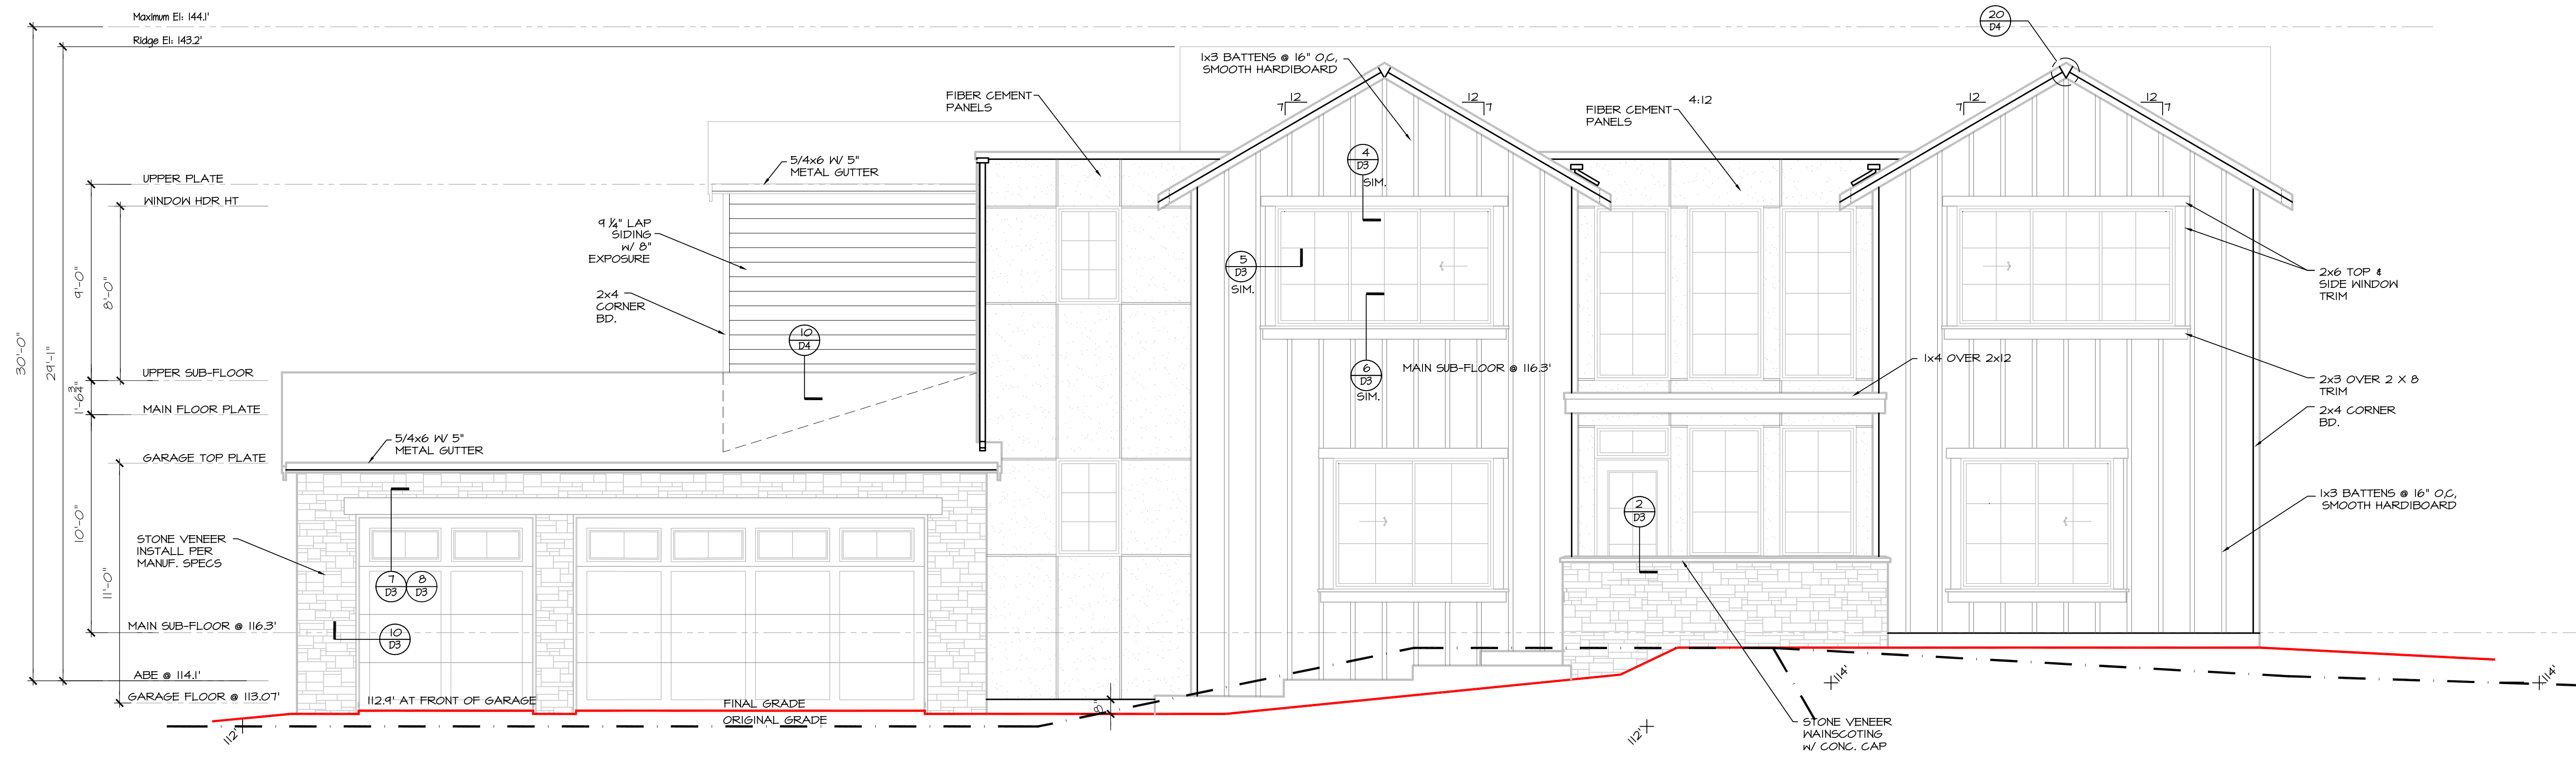 Maximum El: 144.1'
Ridge El: 143.2'
UPPER PLATE
WINDOW HDR HT
UPPER SUB-FLOOR
MAIN FLOOR PLATE
GARAGE TOP PLATE
30'-0"
29'-1"
9'-0"
8'-0"
1'-6 3/4"
10'-0"
11'-0"
STONE VENEER
INSTALL PER
MANUF. SPECS
MAIN SUB-FLOOR @ 116.3'
ABE @ 114.1'
GARAGE FLOOR @ 113.07'
112'
5/4x6 W/ 5"
METAL GUTTER
7
D3
8
D3
10
D3
112.9' AT FRONT OF GARAGE
FINAL GRADE
ORIGINAL GRADE
5/4x6 W/ 5"
METAL GUTTER
9 1/4" LAP
SIDING
W/ 8"
EXPOSURE
2x4
CORNER
BD.
10
D4
FIBER CEMENT
PANELS
8"
1x3 BATTENS @ 16" O,C,
SMOOTH HARDIBOARD
12
7
12
7
4
D3
SIM.
5
D3
SIM.
6
D3
SIM.
MAIN SUB-FLOOR @ 116.3'
FIBER CEMENT
PANELS
4:12
2
D3
1x4 OVER 2x12
112'
STONE VENEER
WAINSCOTING
W/ CONC. CAP
114'
20
D4
12
7
12
7
2x6 TOP &
SIDE WINDOW
TRIM
2x3 OVER 2 X 8
TRIM
2x4 CORNER
BD.
1x3 BATTENS @ 16" O,C,
SMOOTH HARDIBOARD
114'